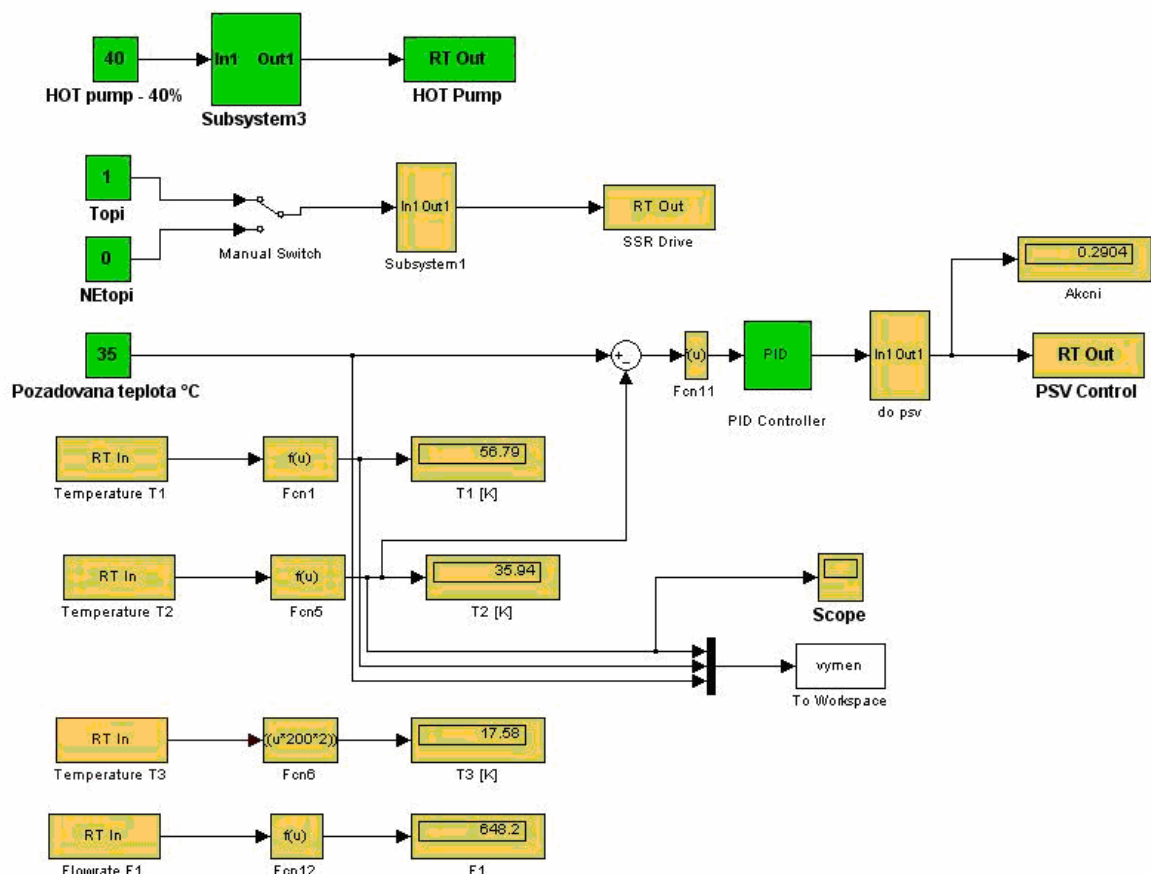 40
In1 Out1
RT Out
HOT pump - 40%
HOT Pump
Subsystem3
1
Topi
In1 Out1
RT Out
Manual Switch
SSR Drive
Subsystem1
0
NEtopi
0.2904
Akcni
35
Pozadovana teplota °C
+
-
f(u)
Fcn11
PID
PID Controller
In1 Out1
do psv
RT Out
PSV Control
RT In
f(u)
56.79
Temperature T1
Fcn1
T1 [K]
RT In
f(u)
35.94
Temperature T2
Fcn5
T2 [K]
Scope
vymen
To Workspace
RT In
((u*200*2))
17.58
Temperature T3
Fcn6
T3 [K]
RT In
f(u)
648.2
Flowrate F1
Fcn12
F1